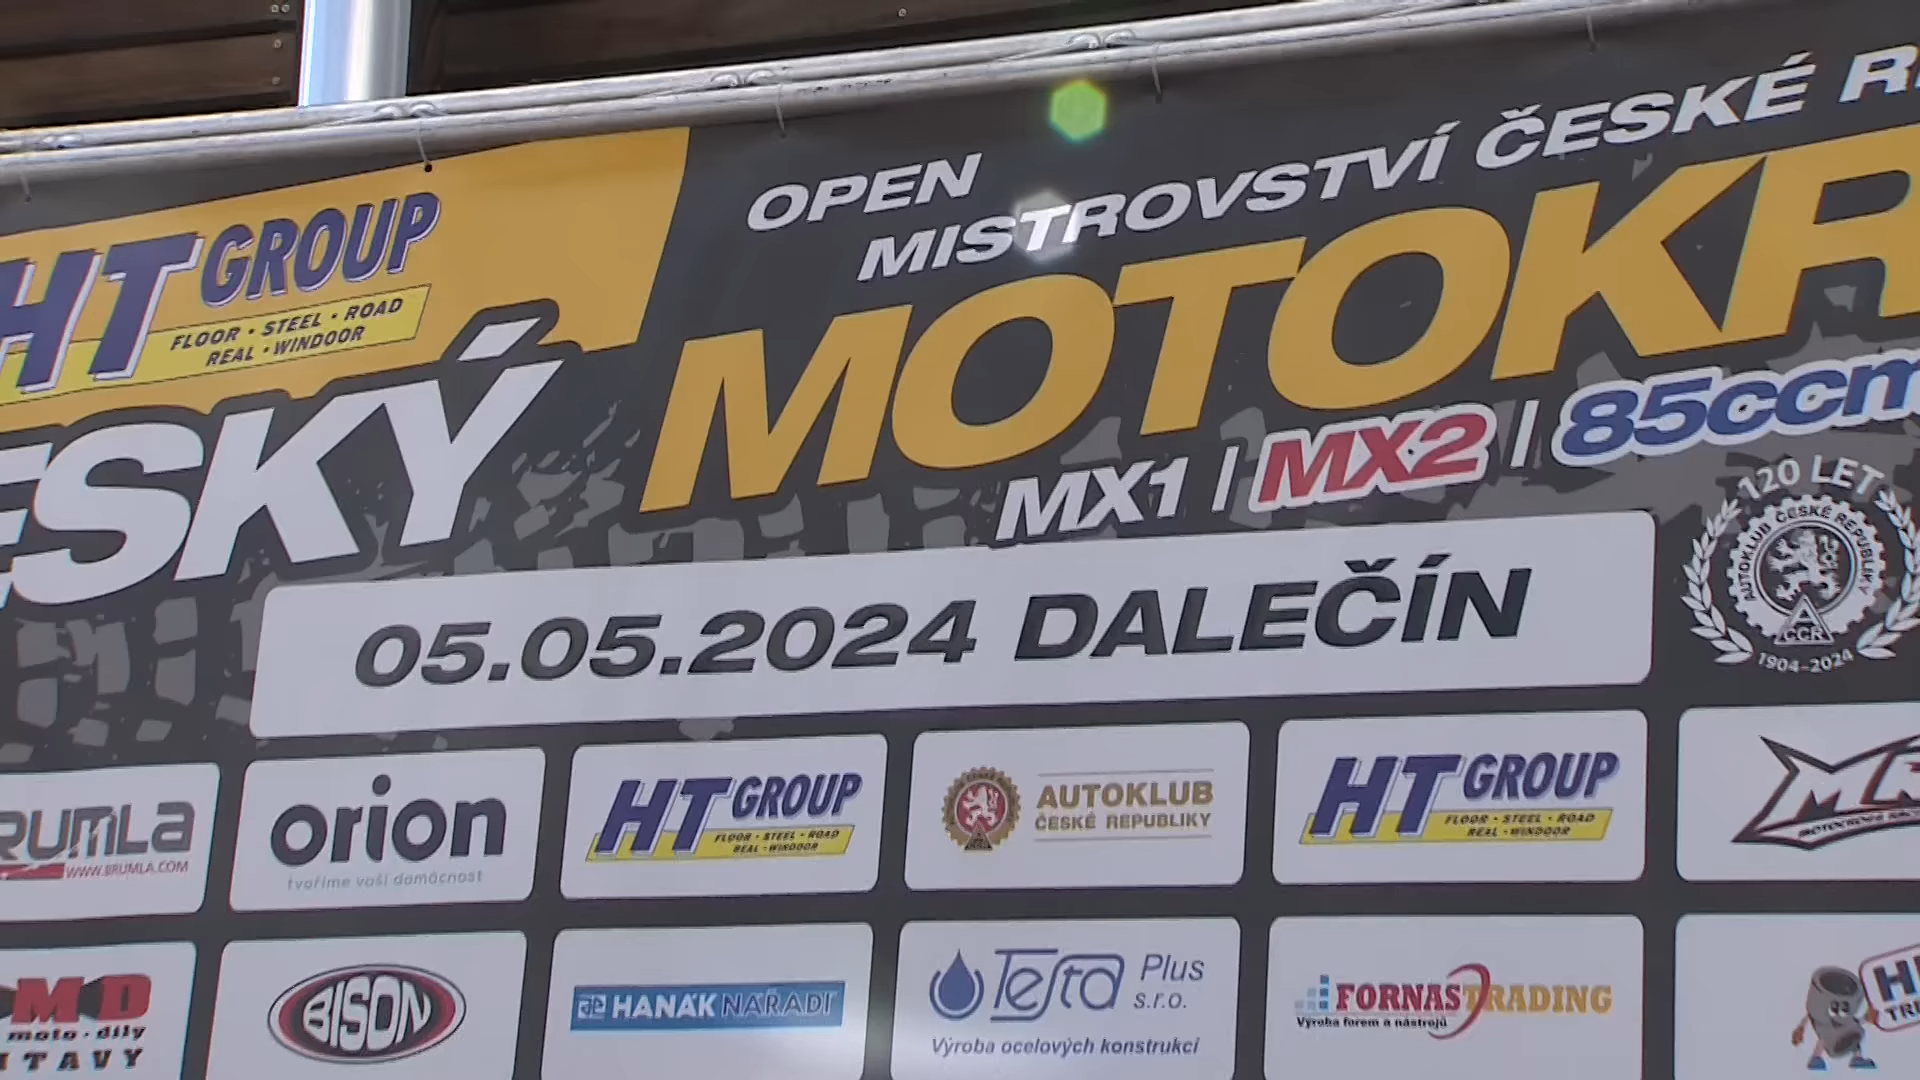 HT GROUP
FLOOR • STEEL • ROAD
REAL • WINDOOR
ESKÝ
OPEN
MISTROVSTVÍ ČESKÉ R
MOTOKR
MX1 / MX2 / 85ccm
05.05.2024 DALEČÍN
120 LET
AUTOKLUB ČESKÉ REPUBLIKY
A
CCR
1904-2024
RUMLA
WWW.BRUMLA.COM
orion
tvoříme vaši domácnost
HT GROUP
FLOOR • STEEL • ROAD
REAL • WINDOOR
AUTOKLUB
ČESKÉ REPUBLIKY
HT GROUP
FLOOR • STEEL • ROAD
REAL • WINDOOR
MD
moto-díly
ITAVY
BISON
HANÁK NÁŘADÍ
Testa Plus
s.r.o.
Výroba ocelových konstrukcí
FORNAS TRADING
Výroba forem a nástrojů